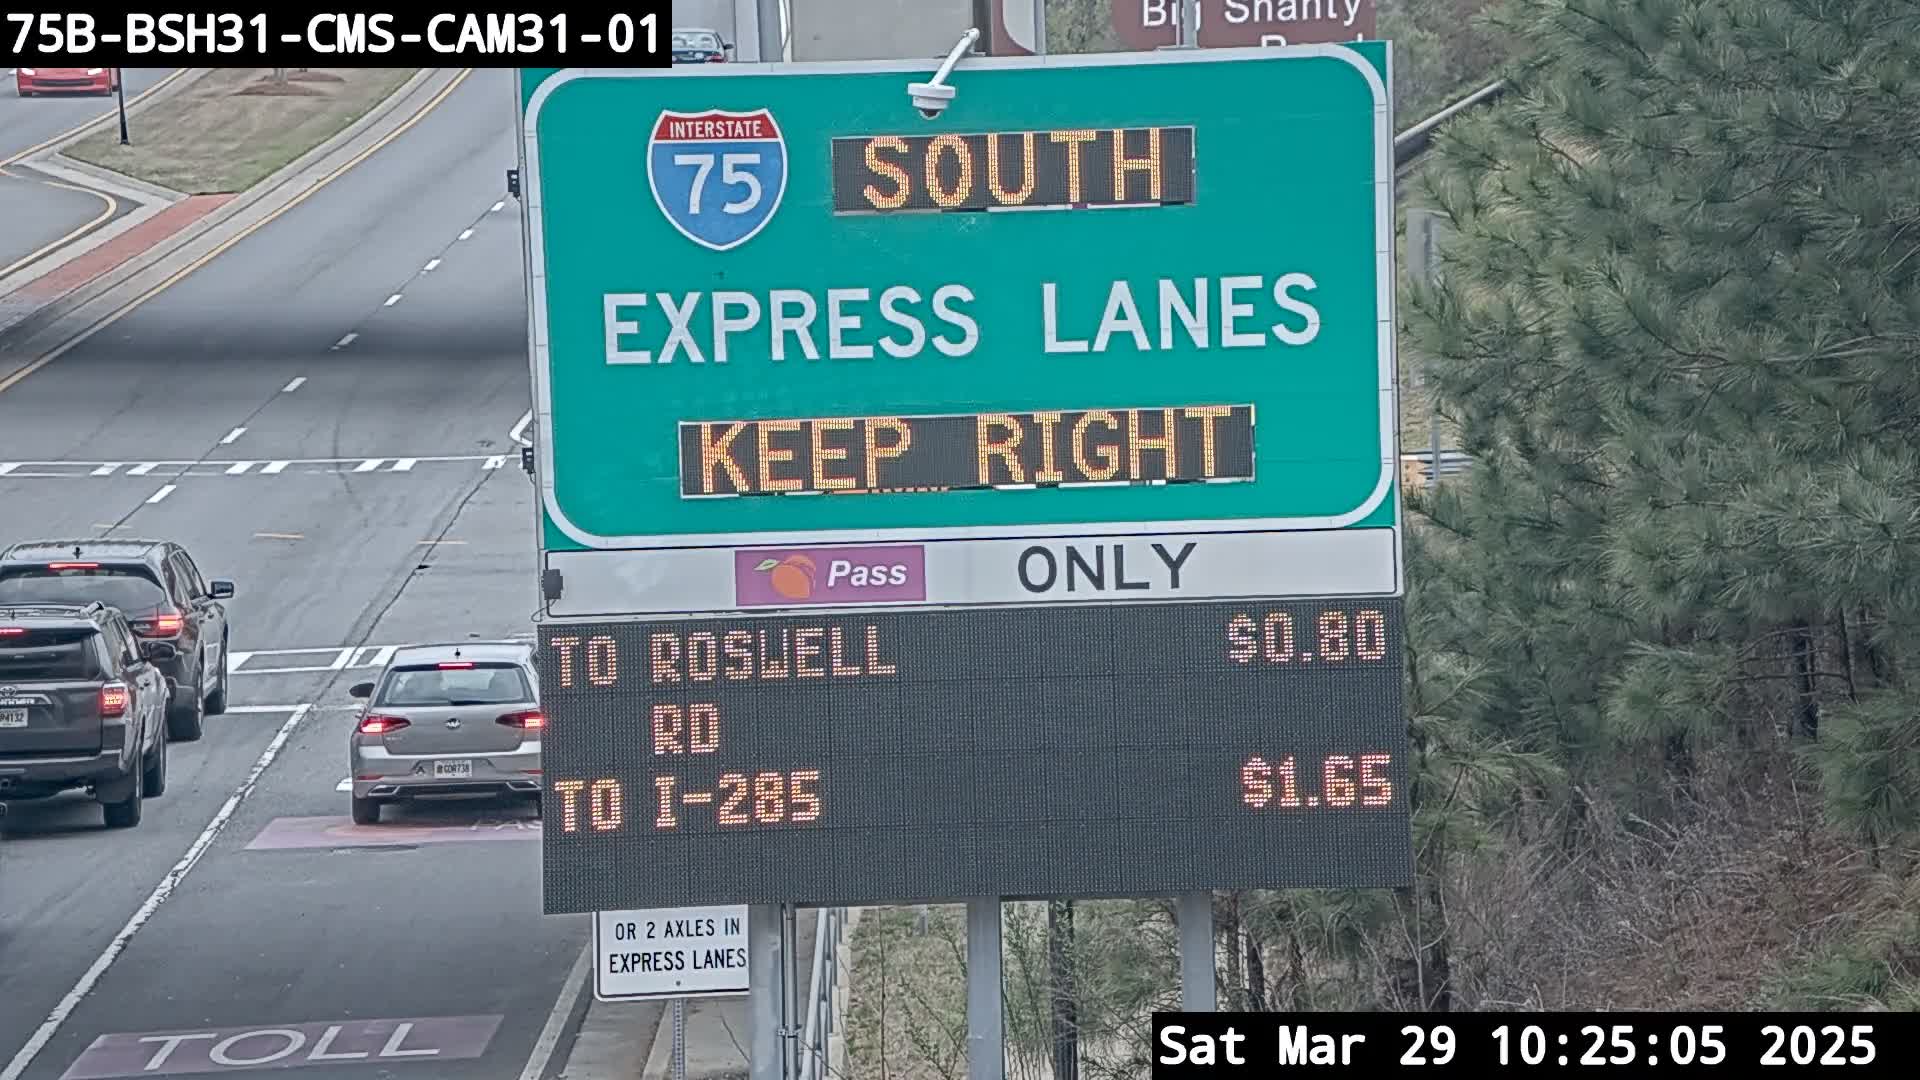 75B-BSH31-CMS-CAM31-01
Big Shanty
INTERSTATE
75
SOUTH
EXPRESS LANES
KEEP RIGHT
Pass
ONLY
TO ROSWELL $0.80
RD
TO I-285 $1.65
OR 2 AXLES IN
EXPRESS LANES
TOLL
Sat Mar 29 10:25:05 2025